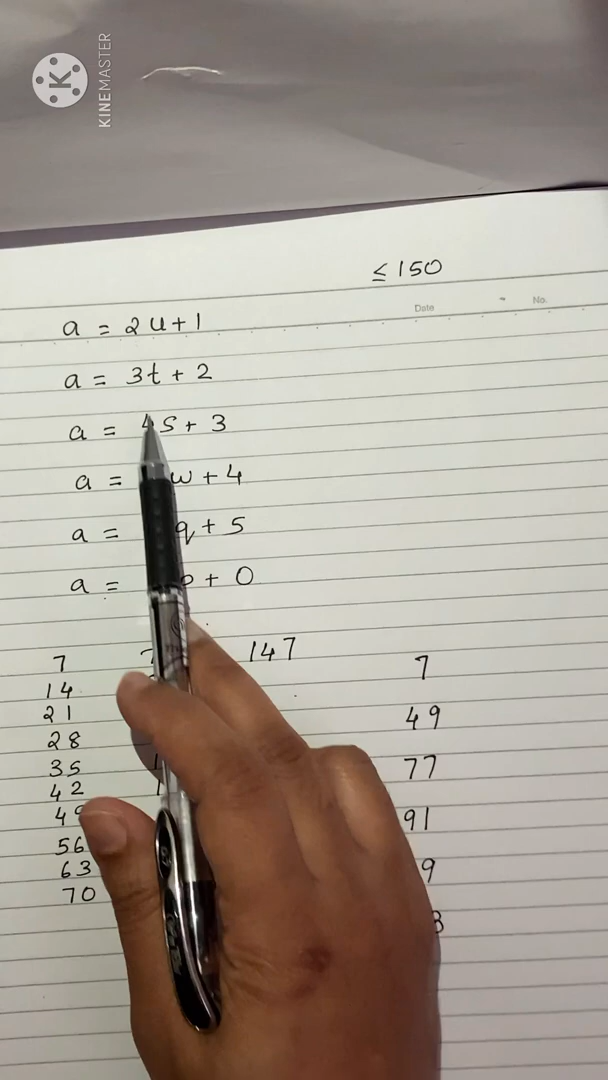 KINEMASTER
≤ 150
Date No.
a = 2u + 1
a = 3t + 2
a = 4s + 3
a = w + 4
a = q + 5
a = + 0
7 147 7
14
21 49
28
35 77
42
91
56
63 9
70